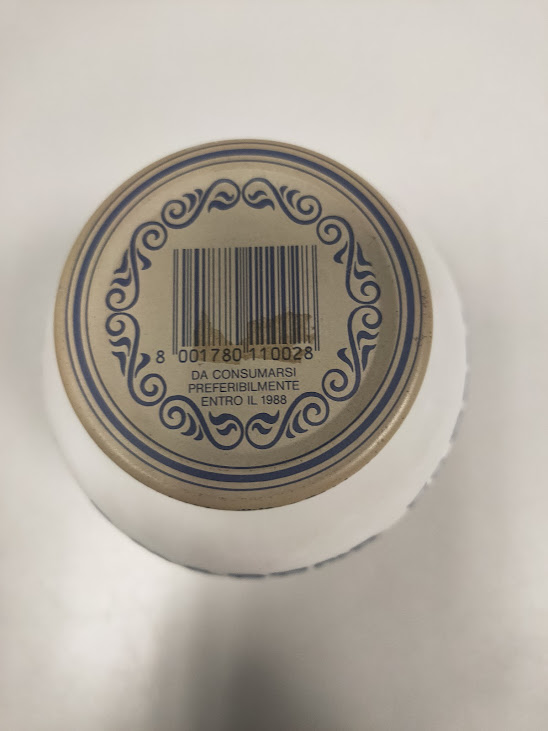 8 001780 110028
DA CONSUMARSI
PREFERIBILMENTE
ENTRO IL 1988